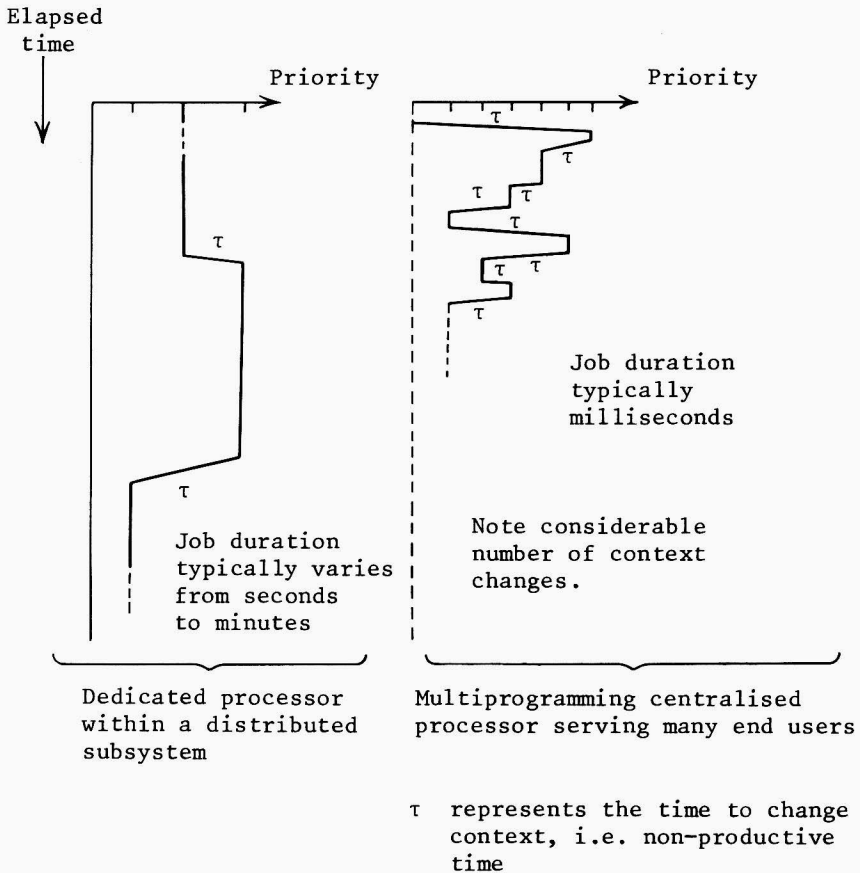 Elapsed
time
Priority
τ
τ
Job duration
typically varies
from seconds
to minutes
Dedicated processor
within a distributed
subsystem
Priority
τ
τ
τ τ
τ
τ τ
τ
Job duration
typically
milliseconds
Note considerable
number of context
changes.
Multiprogramming centralised
processor serving many end users
τ represents the time to change
context, i.e. non-productive
time